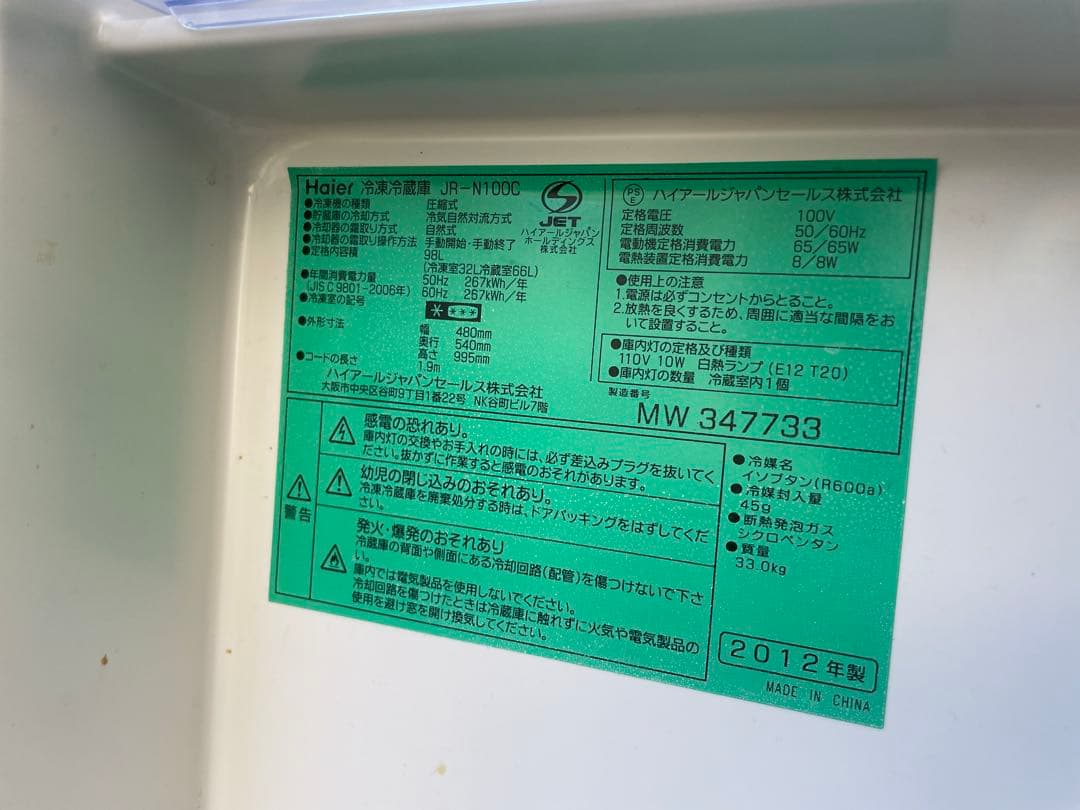 Haier 冷凍冷蔵庫 JR-N100C
●冷凍機の種類 圧縮式
●貯蔵庫の冷却方式 冷気自然対流方式
●冷却器の霜取り方式 自然式
●冷却器の霜取り操作方法 手動開始・手動終了
●定格内容積 98L
(冷凍室32L冷蔵室66L)
●年間消費電力量 50Hz 267kWh/年
(JIS C 9801-2006年) 60Hz 267kWh/年
●冷凍室の記号
●外形寸法 幅 480mm
奥行 540mm
高さ 995mm
●コードの長さ 1.9m
ハイアールジャパンセールス株式会社
大阪市中央区谷町9丁目1番22号 NK谷町ビル7階
S
JET
ハイアールジャパン
ホールディングス
株式会社
PSE ハイアールジャパンセールス株式会社
定格電圧 100V
定格周波数 50/60Hz
電動機定格消費電力 65/65W
電熱装置定格消費電力 8/8W
●使用上の注意
1.電源は必ずコンセントからとること。
2.放熱を良くするため、周囲に適当な間隔をお
いて設置すること。
●庫内灯の定格及び種類
110V 10W 白熱ランプ(E12 T20)
●庫内灯の数量 冷蔵室内1個
製造番号
MW 347733
警告
感電の恐れあり。
庫内灯の交換やお手入れの時には、必ず差込みプラグを抜いてく
ださい。抜かずに作業すると感電のおそれがあります。
幼児の閉じ込みのおそれあり。
冷凍冷蔵庫を廃棄処分する時は、ドアパッキングをはずしてくだ
さい。
発火・爆発のおそれあり
冷蔵庫の背面や側面にある冷却回路(配管)を傷つけないで下さ
い。
庫内では電気製品を使用しないでください。
冷却回路を傷つけたときは冷蔵庫に触れずに火気や電気製品の
使用を避け窓を開け換気してください。
●冷媒名
イソブタン(R600a)
●冷媒封入量
45g
●断熱発泡ガス
シクロペンタン
●質量
33.0kg
2012年製
MADE IN CHINA